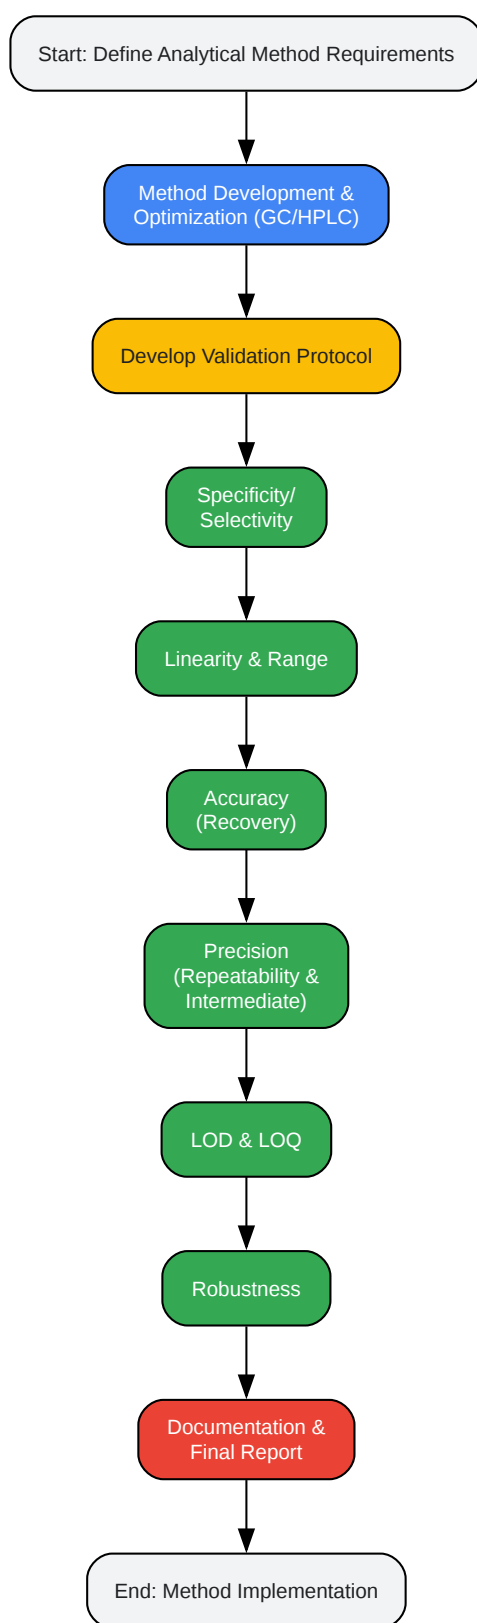 Start: Define Analytical Method Requirements
Method Development &
Optimization (GC/HPLC)
Develop Validation Protocol
Specificity/
Selectivity
Linearity & Range
Accuracy
(Recovery)
Precision
(Repeatability &
Intermediate)
LOD & LOQ
Robustness
Documentation &
Final Report
End: Method Implementation